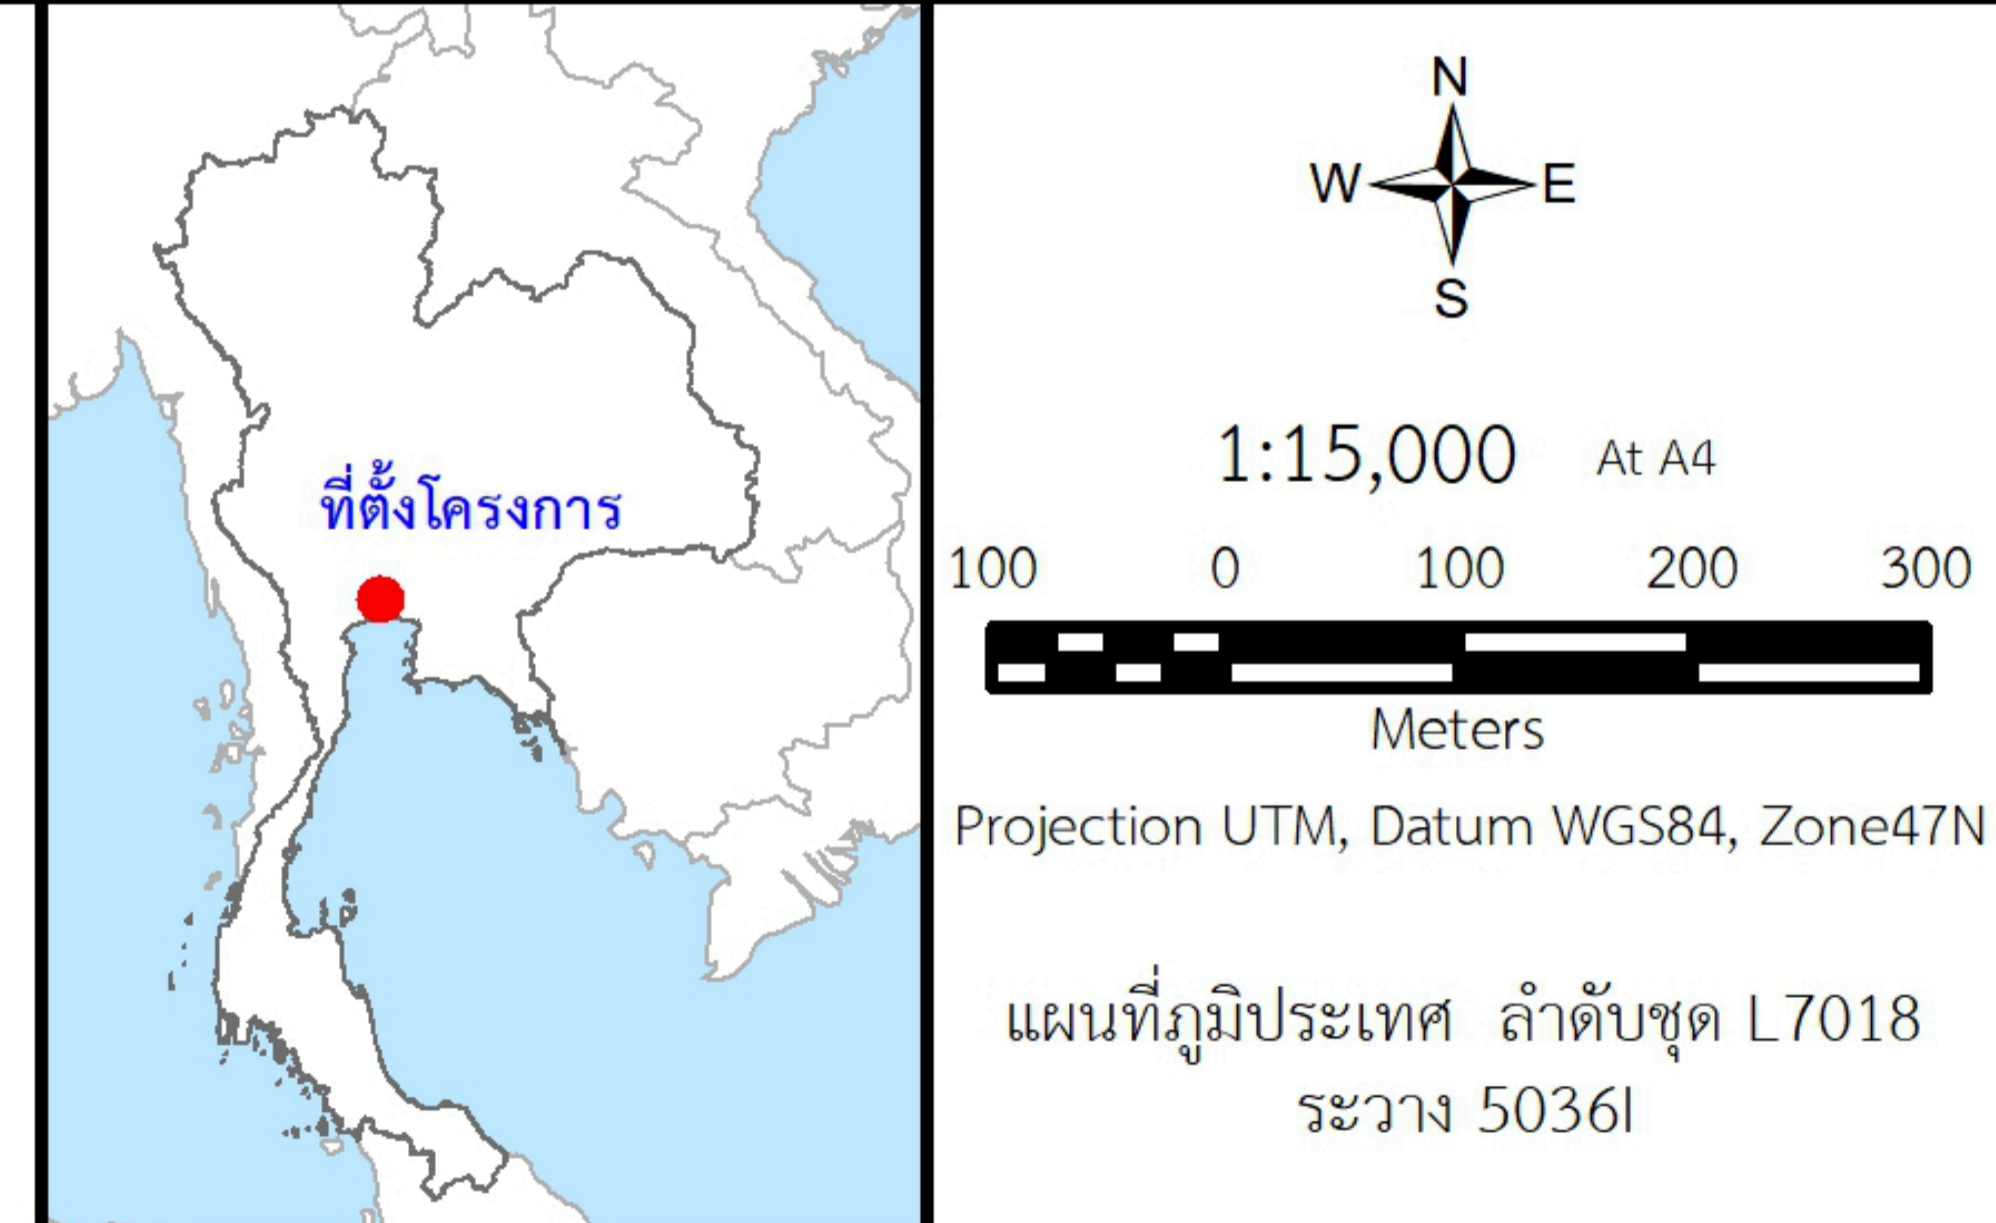 ที่ตั้งโครงการ
N
W E
S
1:15,000 At A4
100 0 100 200 300
Meters
Projection UTM, Datum WGS84, Zone47N
แผนที่ภูมิประเทศ ลำดับชุด L7018
ระวาง 5036I